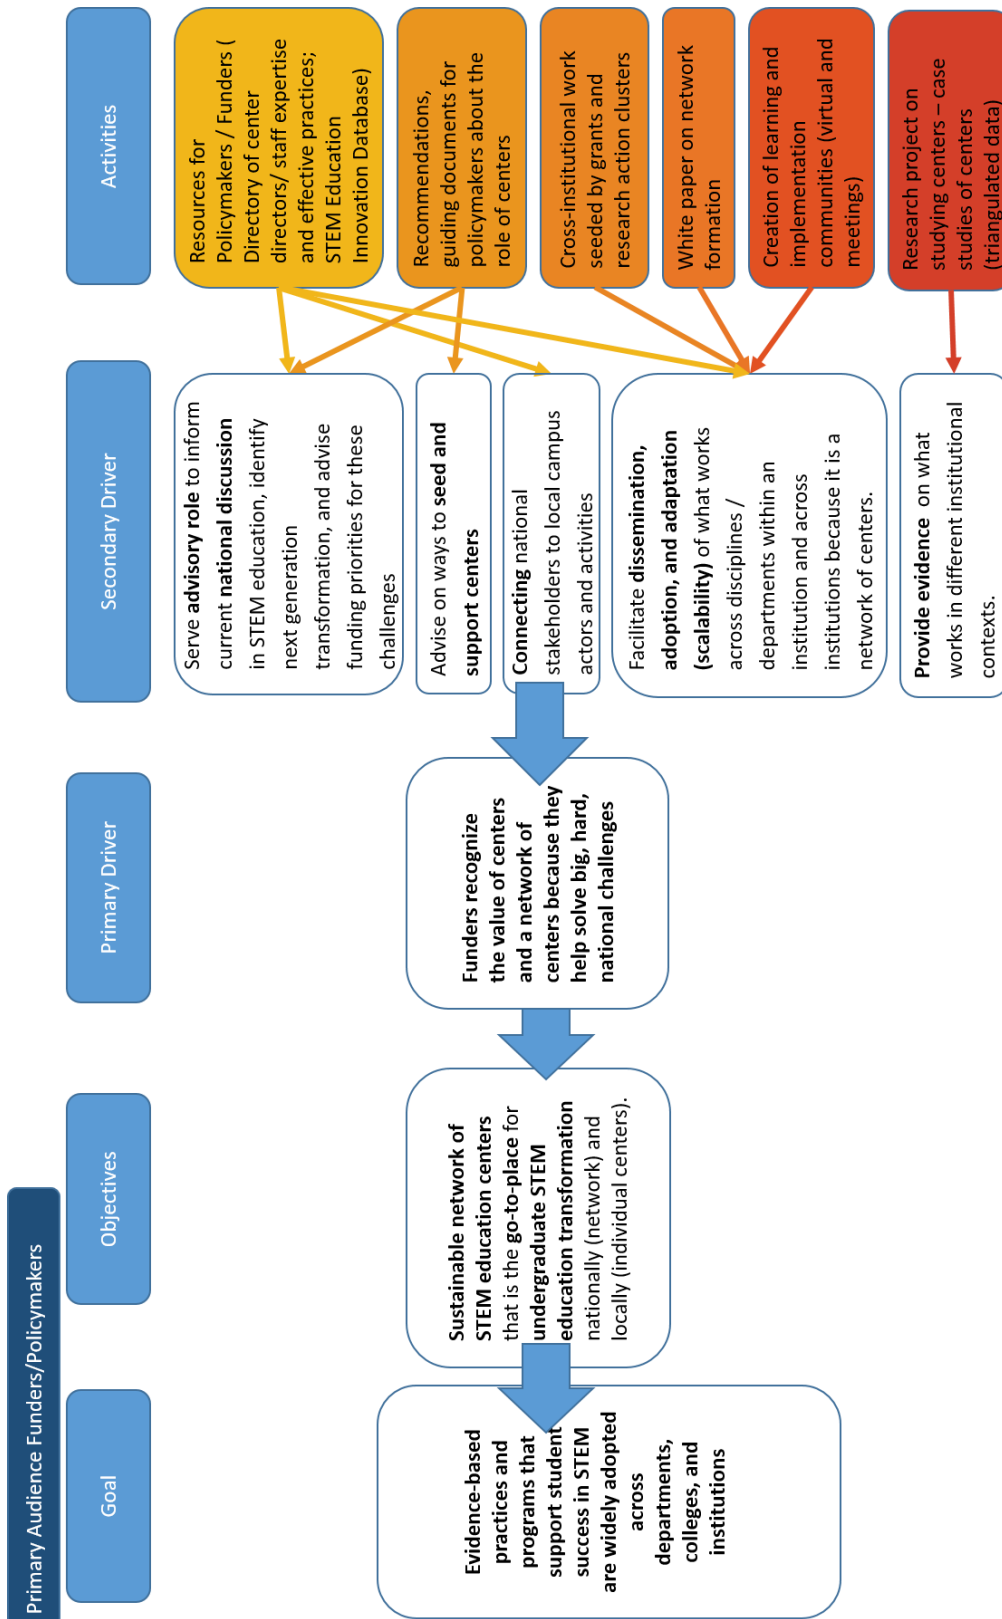 Primary Audience Funders/Policymakers
Goal
Objectives
Primary Driver
Secondary Driver
Activities
Evidence-based
practices and
programs that
support student
success in STEM
are widely adopted
across
departments,
colleges, and
institutions
Sustainable network of
STEM education centers
that is the go-to-place for
undergraduate STEM
education transformation
nationally (network) and
locally (individual centers).
Funders recognize
the value of centers
and a network of
centers because they
help solve big, hard,
national challenges
Serve advisory role to inform
current national discussion
in STEM education, identify
next generation
transformation, and advise
funding priorities for these
challenges
Advise on ways to seed and
support centers
Connecting national
stakeholders to local campus
actors and activities
Facilitate dissemination,
adoption, and adaptation
(scalability) of what works
across disciplines /
departments within an
institution and across
institutions because it is a
network of centers.
Provide evidence on what
works in different institutional
contexts.
Resources for
Policymakers / Funders (
Directory of center
directors/ staff expertise
and effective practices;
STEM Education
Innovation Database)
Recommendations,
guiding documents for
policymakers about the
role of centers
Cross-institutional work
seeded by grants and
research action clusters
White paper on network
formation
Creation of learning and
implementation
communities (virtual and
meetings)
Research project on
studying centers – case
studies of centers
(triangulated data)